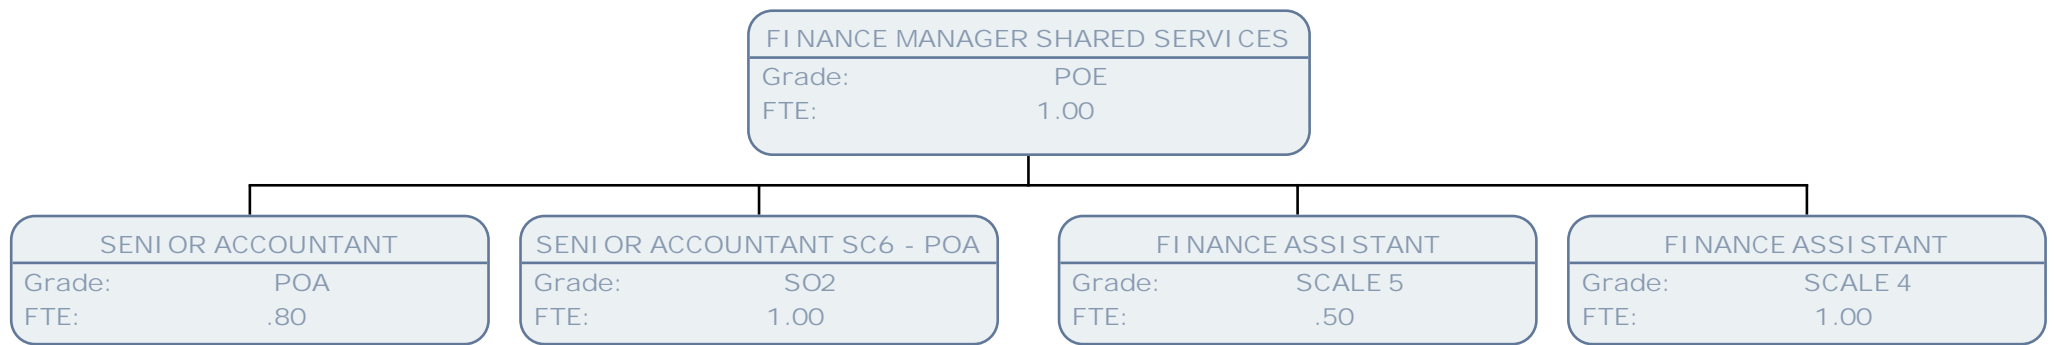 FINANCE MANAGER SHARED SERVICES
Grade: POE
FTE: 1.00
SENIOR ACCOUNTANT
Grade: POA
FTE: .80
SENIOR ACCOUNTANT SC6 - POA
Grade: SO2
FTE: 1.00
FINANCE ASSISTANT
Grade: SCALE 5
FTE: .50
FINANCE ASSISTANT
Grade: SCALE 4
FTE: 1.00